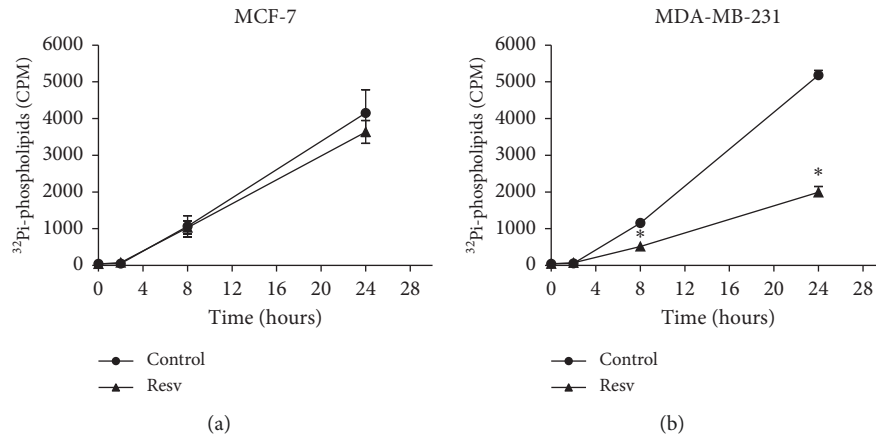 MCF-7
³²Pi-phospholipids (CPM)
6000
5000
4000
3000
2000
1000
0
0 4 8 12 16 20 24 28
Time (hours)
Control
Resv
(a)
MDA-MB-231
³²Pi-phospholipids (CPM)
6000
5000
4000
3000
2000
1000
0
*
*
0 4 8 12 16 20 24 28
Time (hours)
Control
Resv
(b)